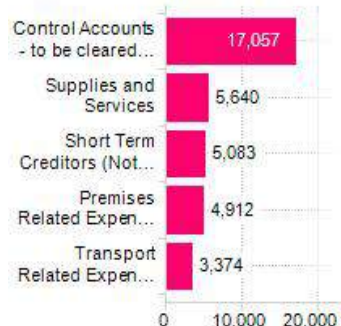 Control Accounts
- to be cleared...
17,057
Supplies and
Services
5,640
Short Term
Creditors (Not...
5,083
Premises
Related Expen...
4,912
Transport
Related Expen...
3,374
0 10,000 20,000